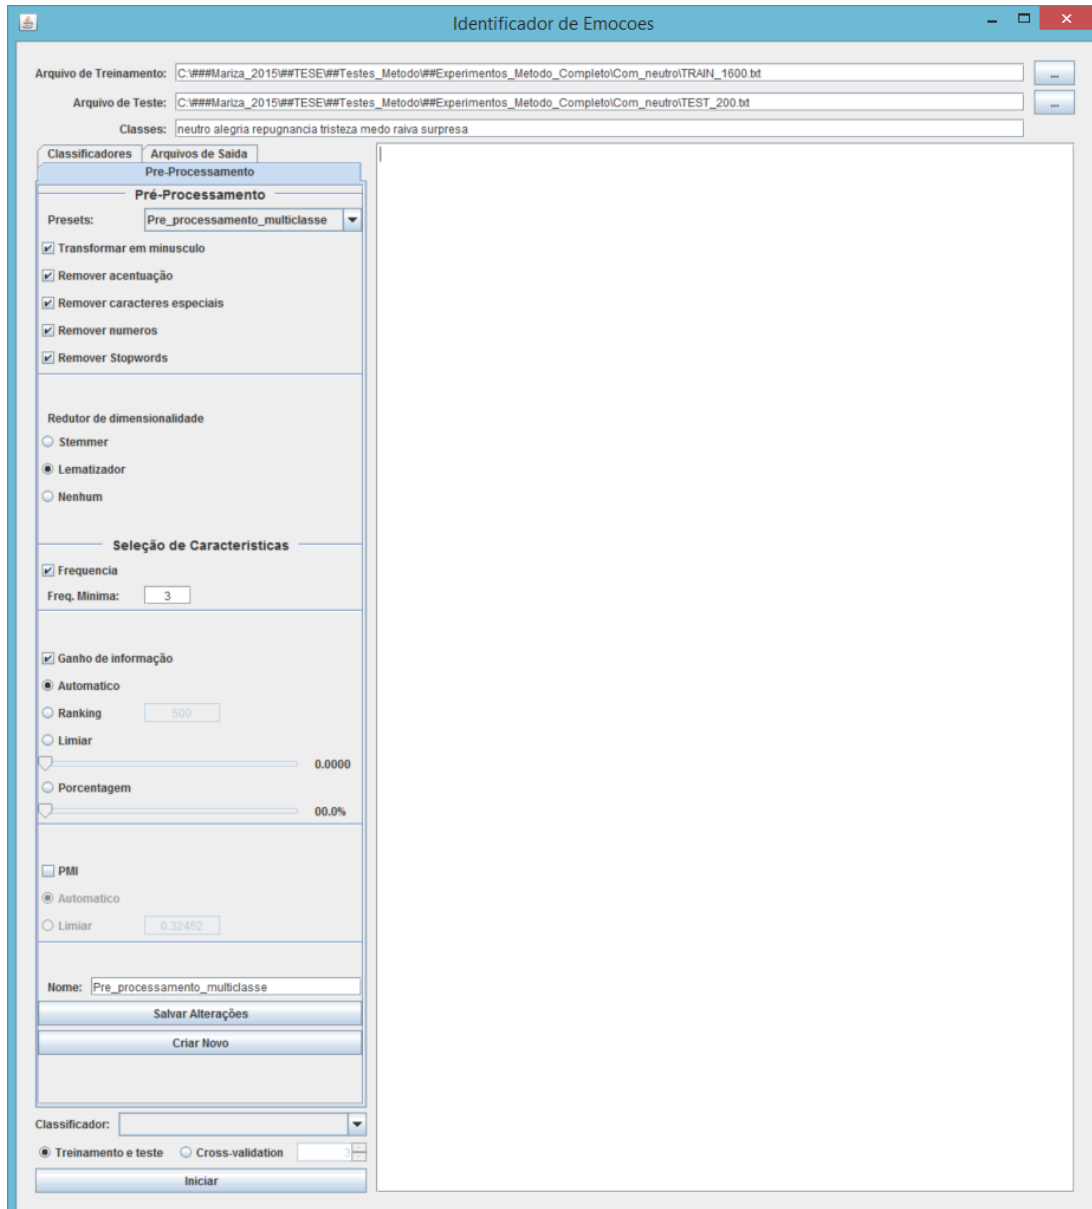 Identificador de Emocoes
Arquivo de Treinamento: C:\###Mariza_2015\##TESE\##Testes_Metodo\##Experimentos_Metodo_Completo\Com_neutro\TRAIN_1600.txt ...
Arquivo de Teste: C:\###Mariza_2015\##TESE\##Testes_Metodo\##Experimentos_Metodo_Completo\Com_neutro\TEST_200.txt ...
Classes: neutro alegria repugnancia tristeza medo raiva surpresa
Classificadores Arquivos de Saida
Pre-Processamento
Pré-Processamento
Presets: Pre_processamento_multiclasse
Transformar em minusculo
Remover acentuação
Remover caracteres especiais
Remover numeros
Remover Stopwords
Redutor de dimensionalidade
Stemmer
Lematizador
Nenhum
Seleção de Caracteristicas
Frequencia
Freq. Minima: 3
Ganho de informação
Automatico
Ranking 500
Limiar
0.0000
Porcentagem
00.0%
PMI
Automatico
Limiar 0.32452
Nome: Pre_processamento_multiclasse
Salvar Alterações
Criar Novo
Classificador:
Treinamento e teste Cross-validation 3
Iniciar